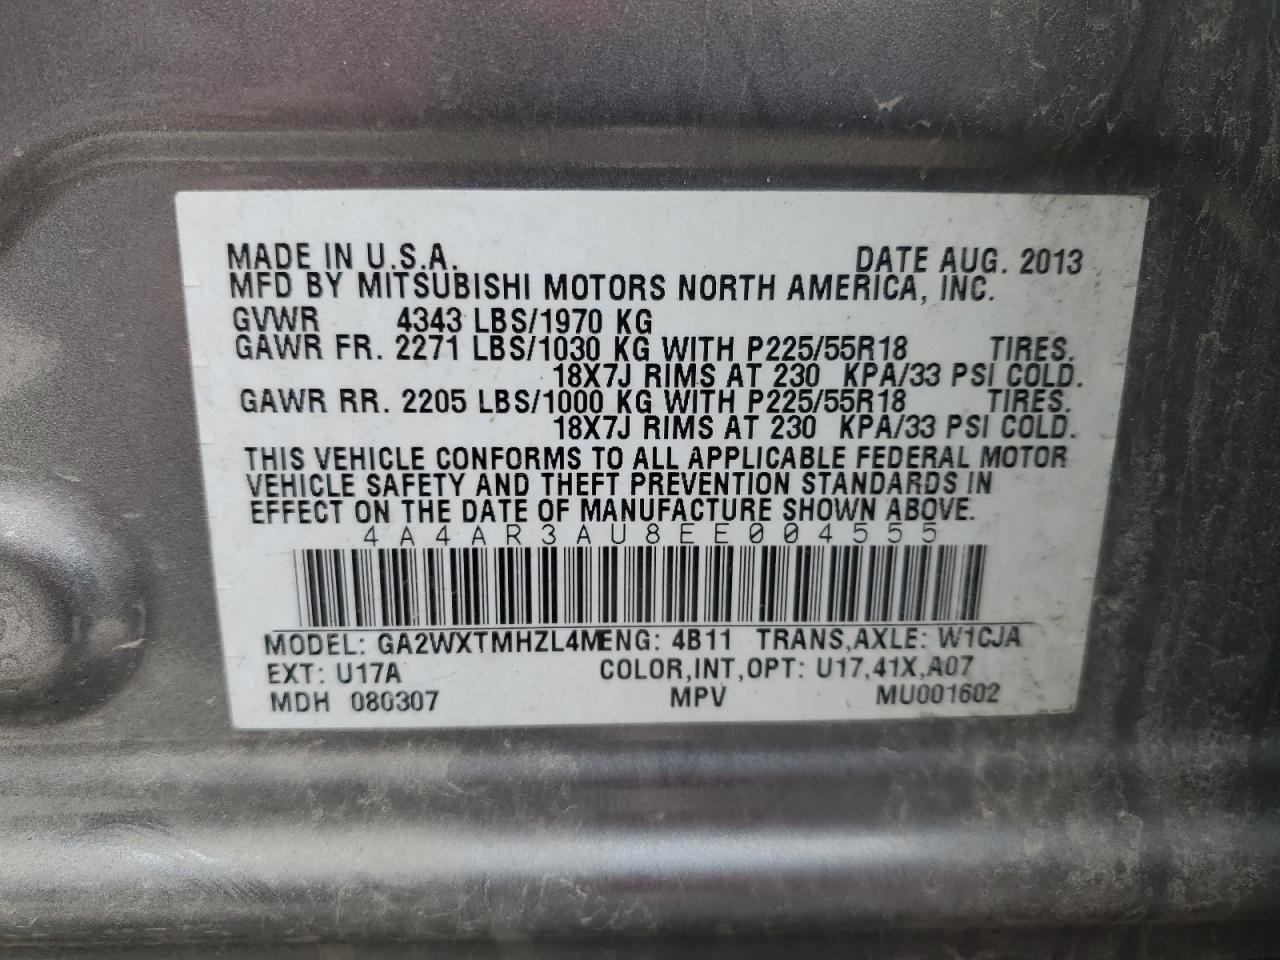 MADE IN U.S.A. DATE AUG. 2013
MFD BY MITSUBISHI MOTORS NORTH AMERICA, INC.
GVWR 4343 LBS/1970 KG
GAWR FR. 2271 LBS/1030 KG WITH P225/55R18 TIRES.
18X7J RIMS AT 230 KPA/33 PSI COLD.
GAWR RR. 2205 LBS/1000 KG WITH P225/55R18 TIRES.
18X7J RIMS AT 230 KPA/33 PSI COLD.
THIS VEHICLE CONFORMS TO ALL APPLICABLE FEDERAL MOTOR
VEHICLE SAFETY AND THEFT PREVENTION STANDARDS IN
EFFECT ON THE DATE OF MANUFACTURE SHOWN ABOVE.
4A4AR3AU8EE004555
MODEL: GA2WXTMHZL4MENG: 4B11 TRANS,AXLE: W1CJA
EXT: U17A COLOR,INT,OPT: U17,41X,A07
MDH 080307 MPV MU001602